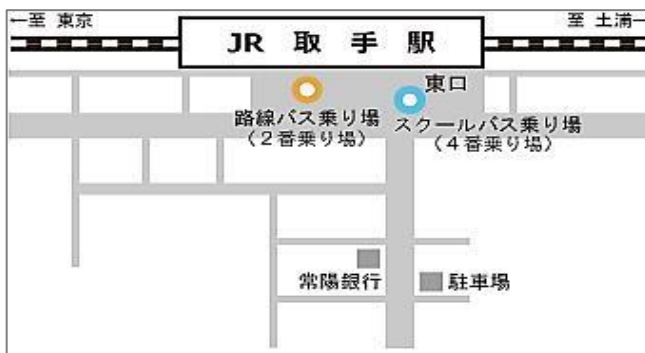 ←至 東京
至 土浦→
JR 取手駅
東口
路線バス乗り場
(2番乗り場)
スクールバス乗り場
(4番乗り場)
常陽銀行
駐車場